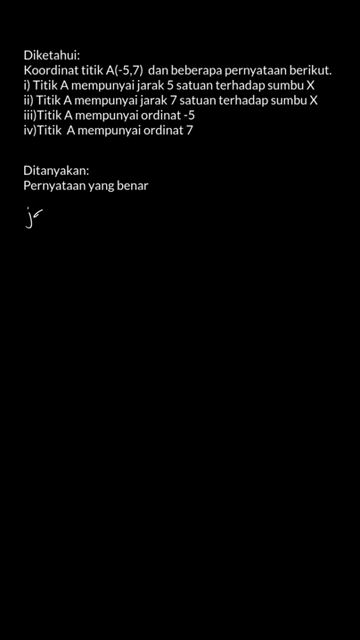 Diketahui:
Koordinat titik A(-5,7) dan beberapa pernyataan berikut.
i) Titik A mempunyai jarak 5 satuan terhadap sumbu X
ii) Titik A mempunyai jarak 7 satuan terhadap sumbu X
iii)Titik A mempunyai ordinat -5
iv)Titik A mempunyai ordinat 7
Ditanyakan:
Pernyataan yang benar